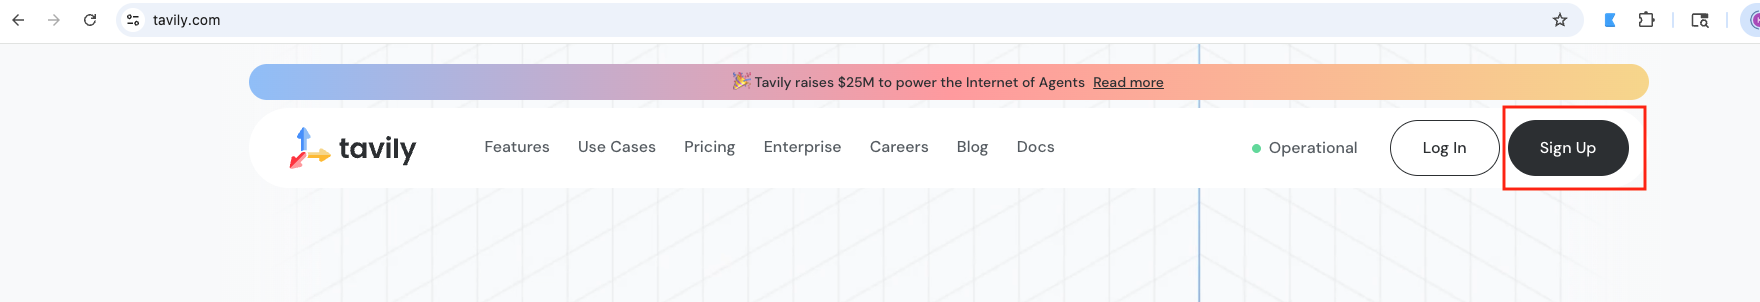 tavily.com
Tavily raises $25M to power the Internet of Agents Read more
tavily Features Use Cases Pricing Enterprise Careers Blog Docs Operational Log In Sign Up